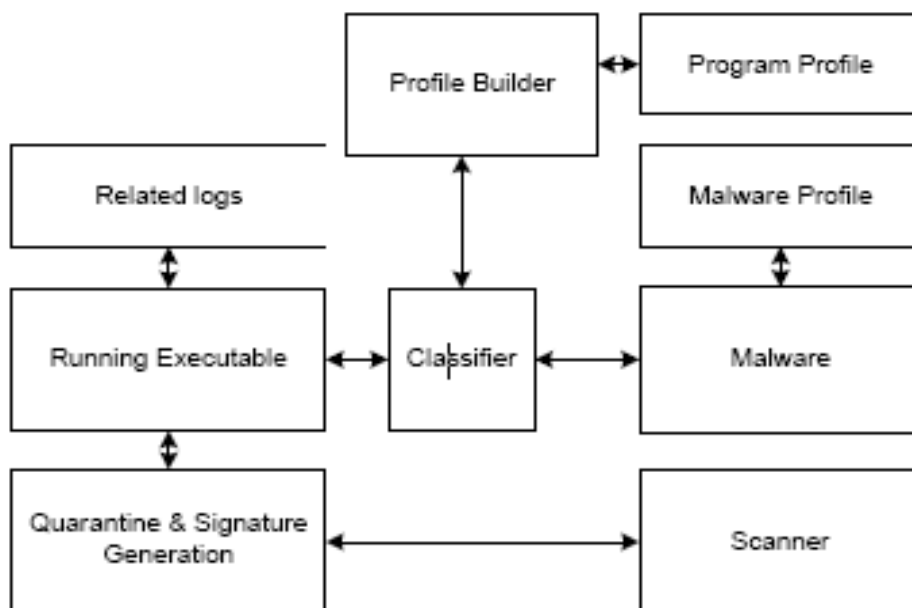 Profile Builder
Program Profile
Related logs
Malware Profile
Running Executable
Classifier
Malware
Quarantine & Signature
Generation
Scanner